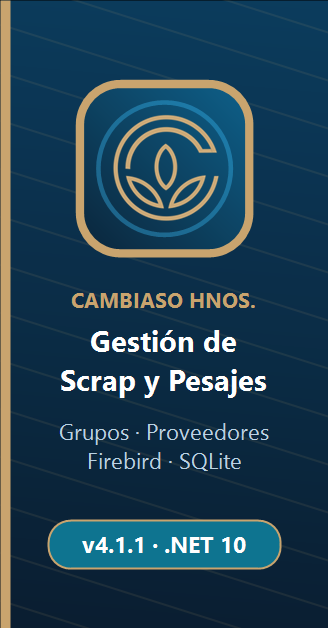 CAMBIASO HNOS.
Gestión de
Scrap y Pesajes
Grupos · Proveedores
Firebird · SQLite
v4.1.1 · .NET 10